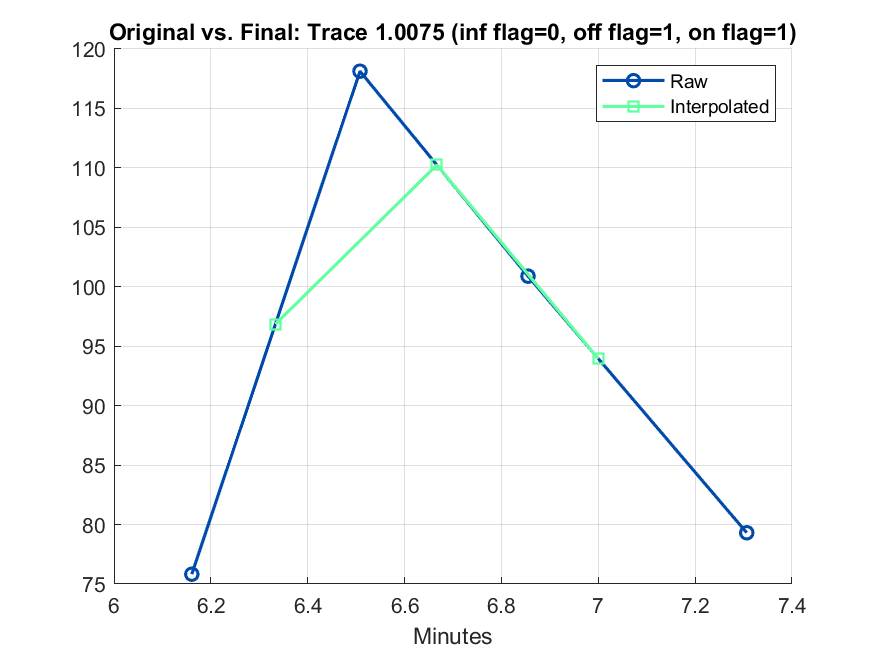 Original vs. Final: Trace 1.0075 (inf flag=0, off flag=1, on flag=1)
120
115
110
105
100
95
90
85
80
75
Raw
Interpolated
6 6.2 6.4 6.6 6.8 7 7.2 7.4
Minutes